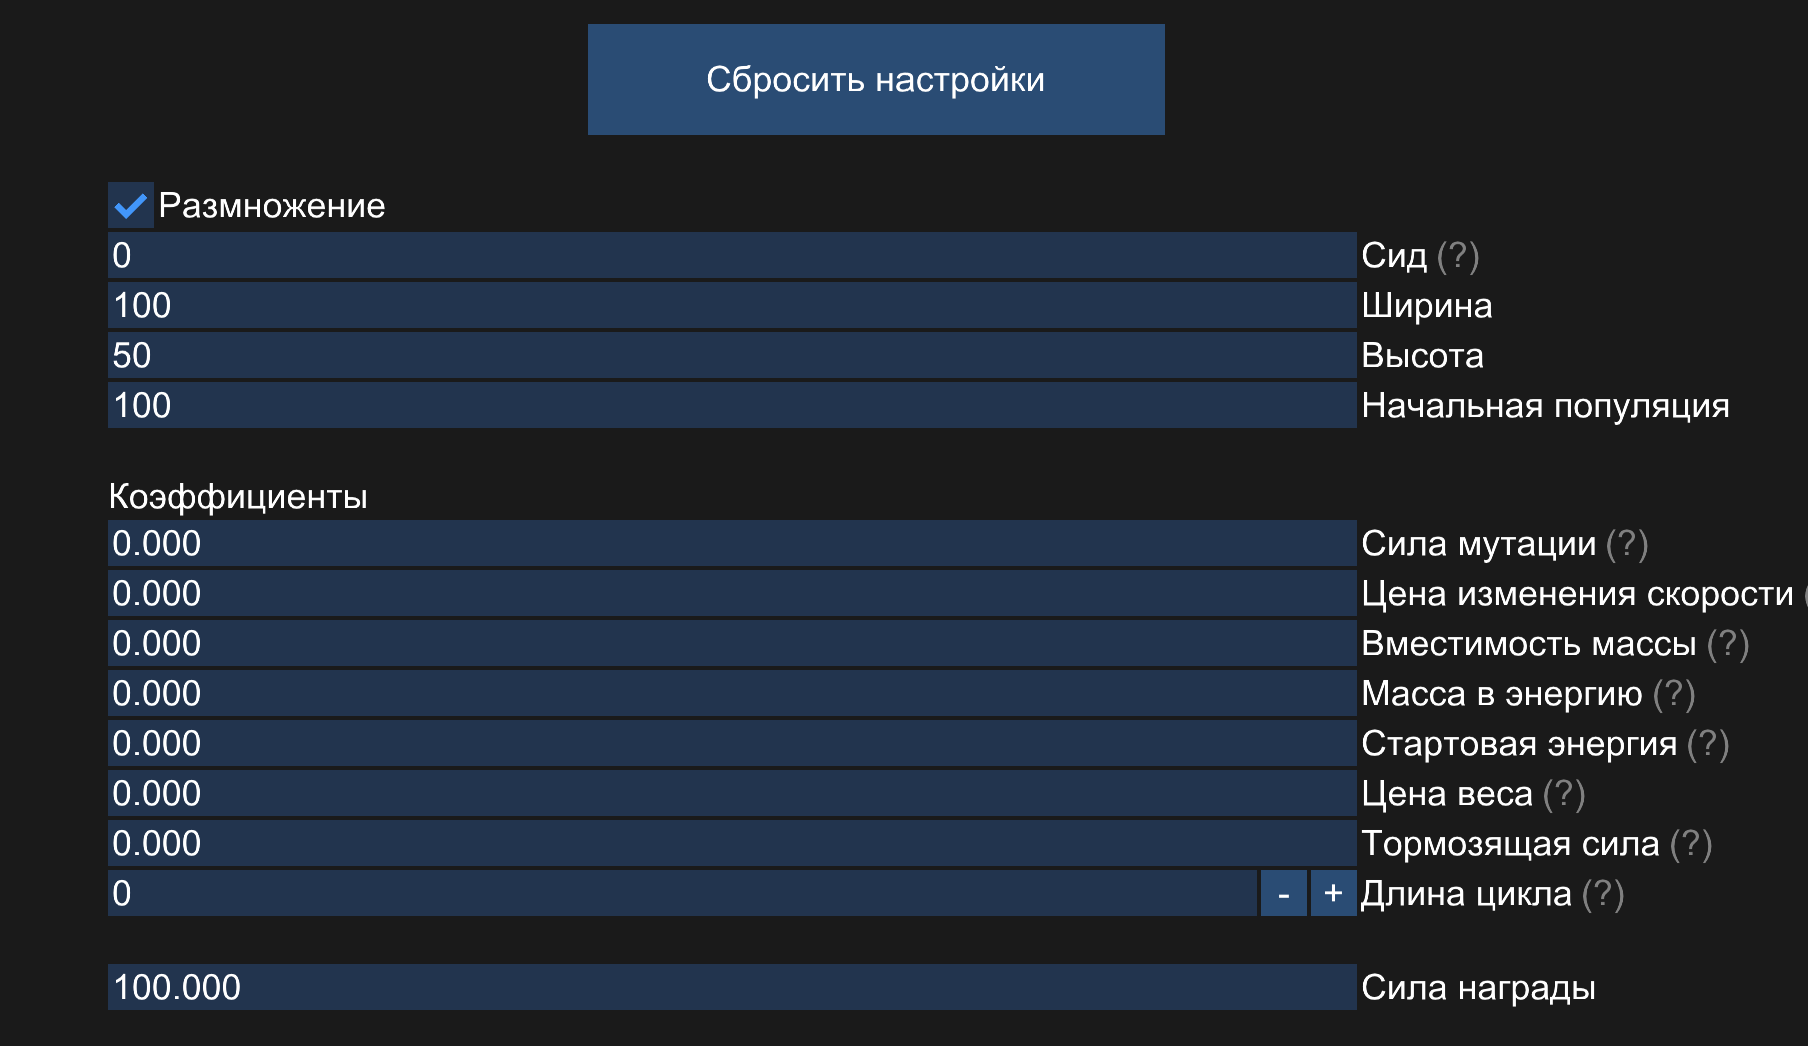 Сбросить настройки
Размножение
0 Сид (?)
100 Ширина
50 Высота
100 Начальная популяция
Коэффициенты
0.000 Сила мутации (?)
0.000 Цена изменения скорости (
0.000 Вместимость массы (?)
0.000 Масса в энергию (?)
0.000 Стартовая энергия (?)
0.000 Цена веса (?)
0.000 Тормозящая сила (?)
0 - + Длина цикла (?)
100.000 Сила награды